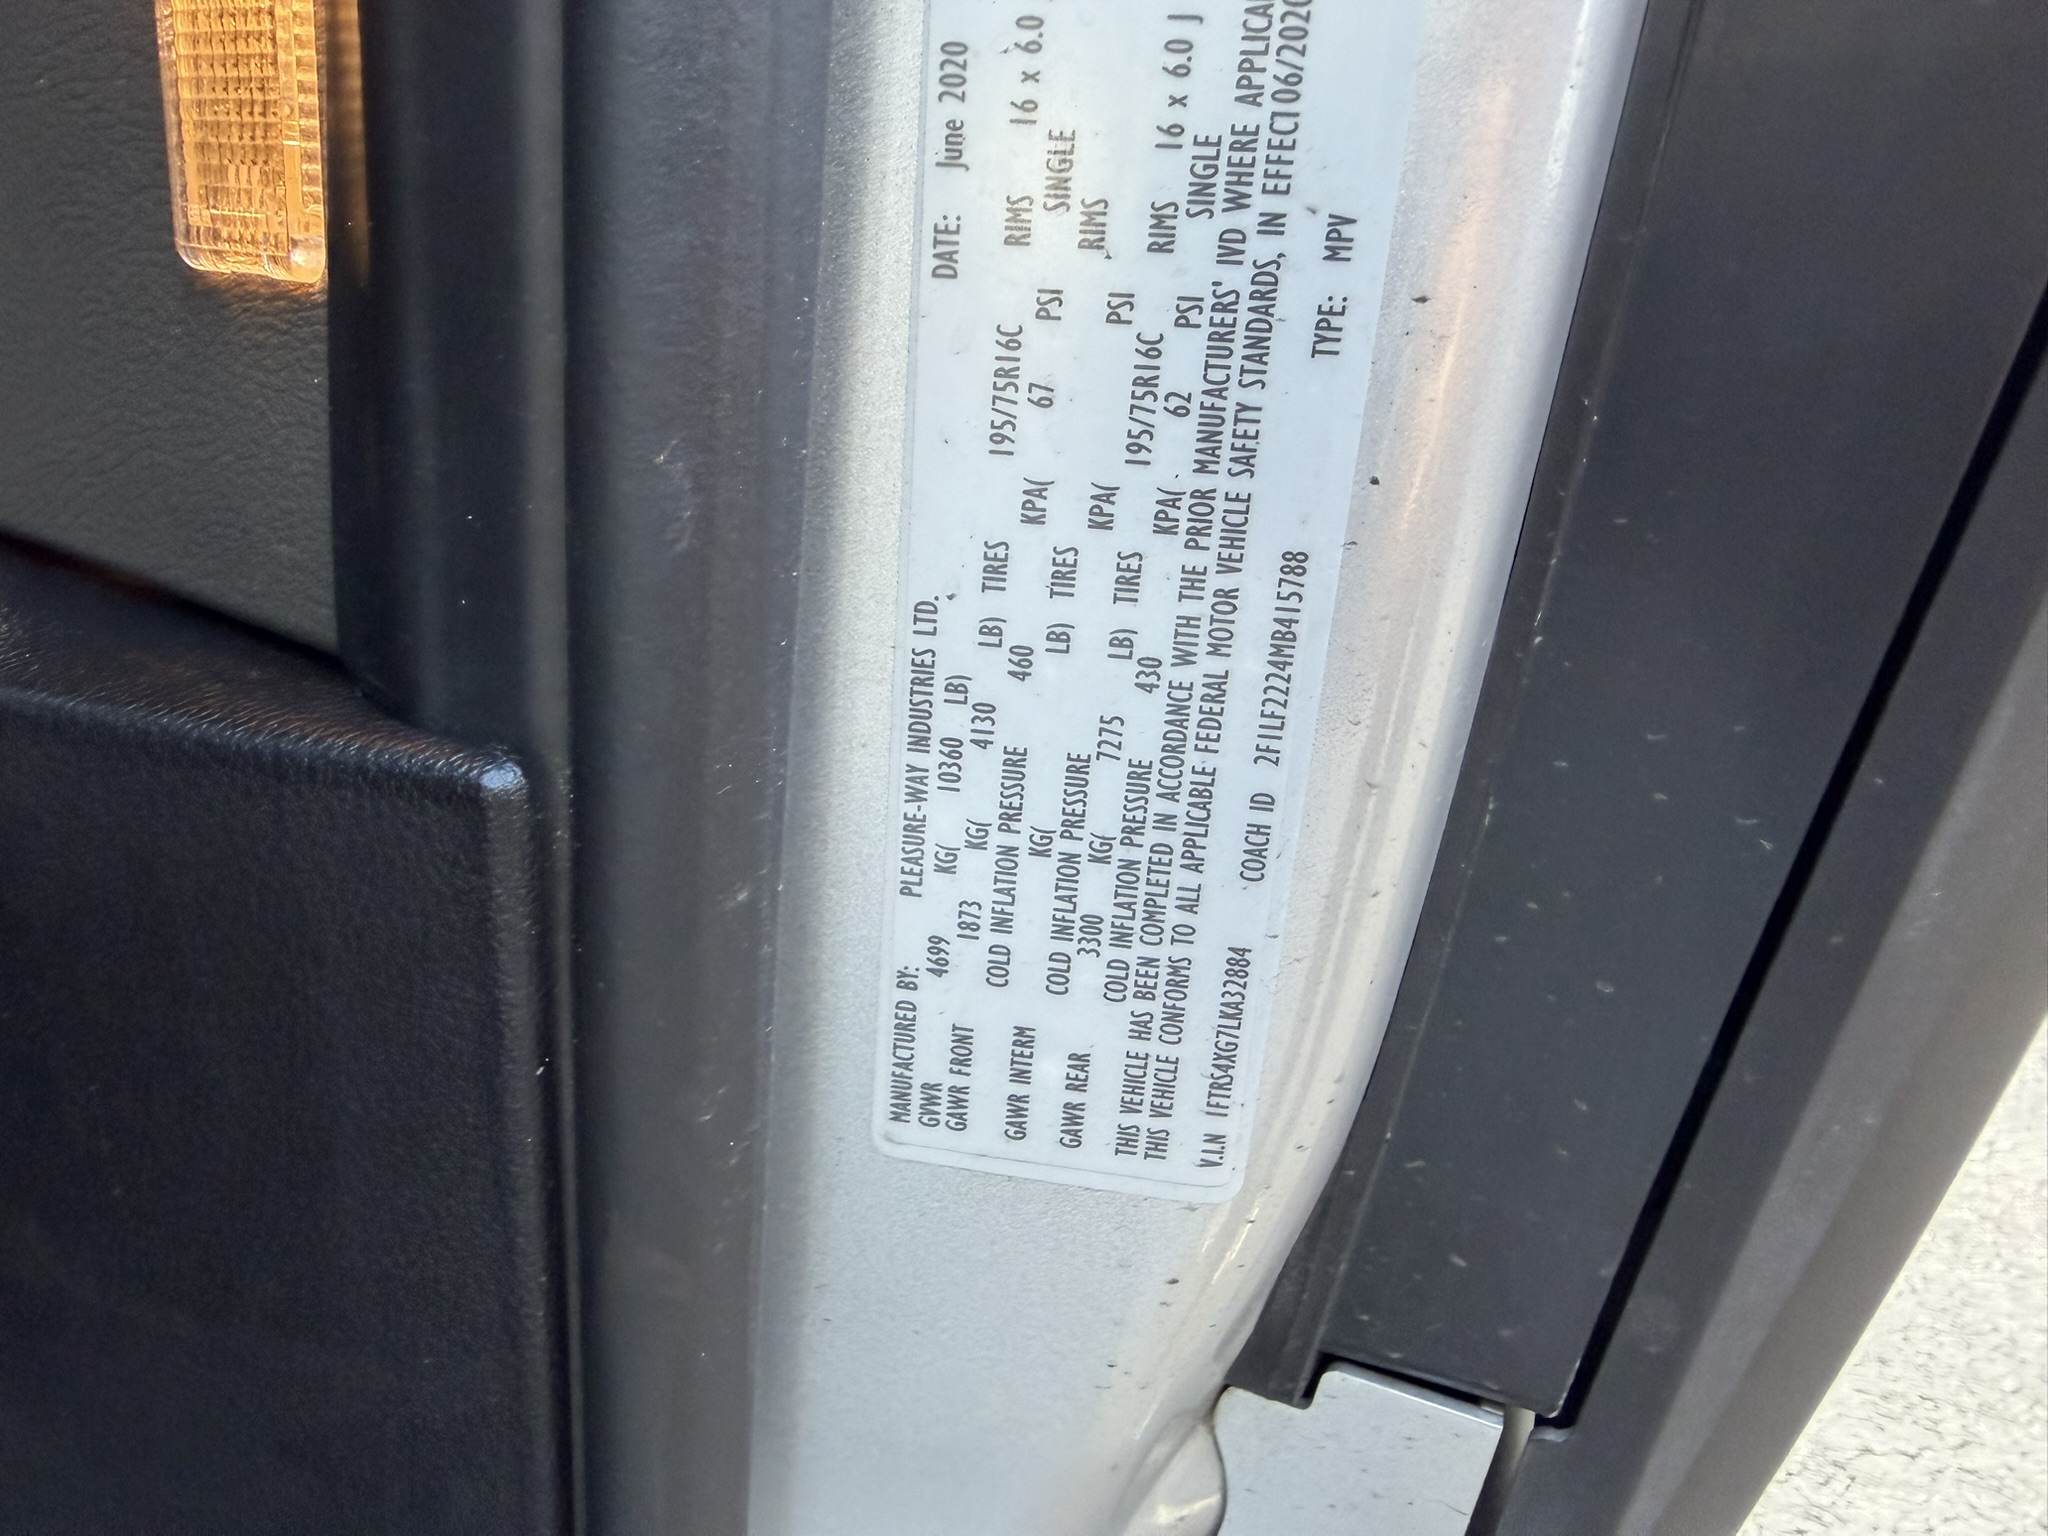 MANUFACTURED BY: PLEASURE-WAY INDUSTRIES LTD. DATE: June 2020
GVWR 4699 KG( 10360 LB)
GAWR FRONT 1873 KG( 4130 LB) TIRES 195/75R16C RIMS 16 x 6.0
COLD INFLATION PRESSURE 460 KPA( 67 PSI SINGLE
GAWR INTERM KG( LB) TIRES RIMS
COLD INFLATION PRESSURE KPA( PSI
GAWR REAR 3300 KG( 7275 LB) TIRES 195/75R16C RIMS 16 x 6.0 J
COLD INFLATION PRESSURE 430 KPA( 62 PSI SINGLE
THIS VEHICLE HAS BEEN COMPLETED IN ACCORDANCE WITH THE PRIOR MANUFACTURERS' IVD WHERE APPLICA
THIS VEHICLE CONFORMS TO ALL APPLICABLE FEDERAL MOTOR VEHICLE SAFETY STANDARDS, IN EFFECT 06/2020
V.I.N 1FTRS4XG7LKA32884 COACH ID 2F1LF2224MB415788 TYPE: MPV